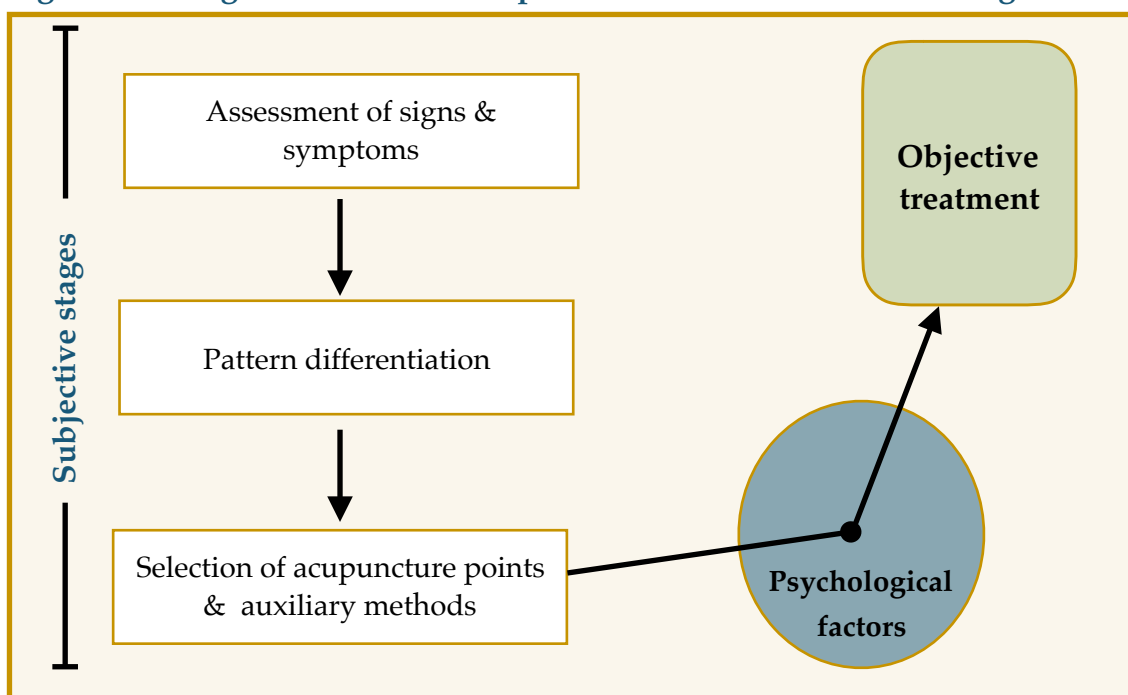 Subjective stages
Assessment of signs &
symptoms
Pattern differentiation
Selection of acupuncture points
& auxiliary methods
Objective
treatment
Psychological
factors